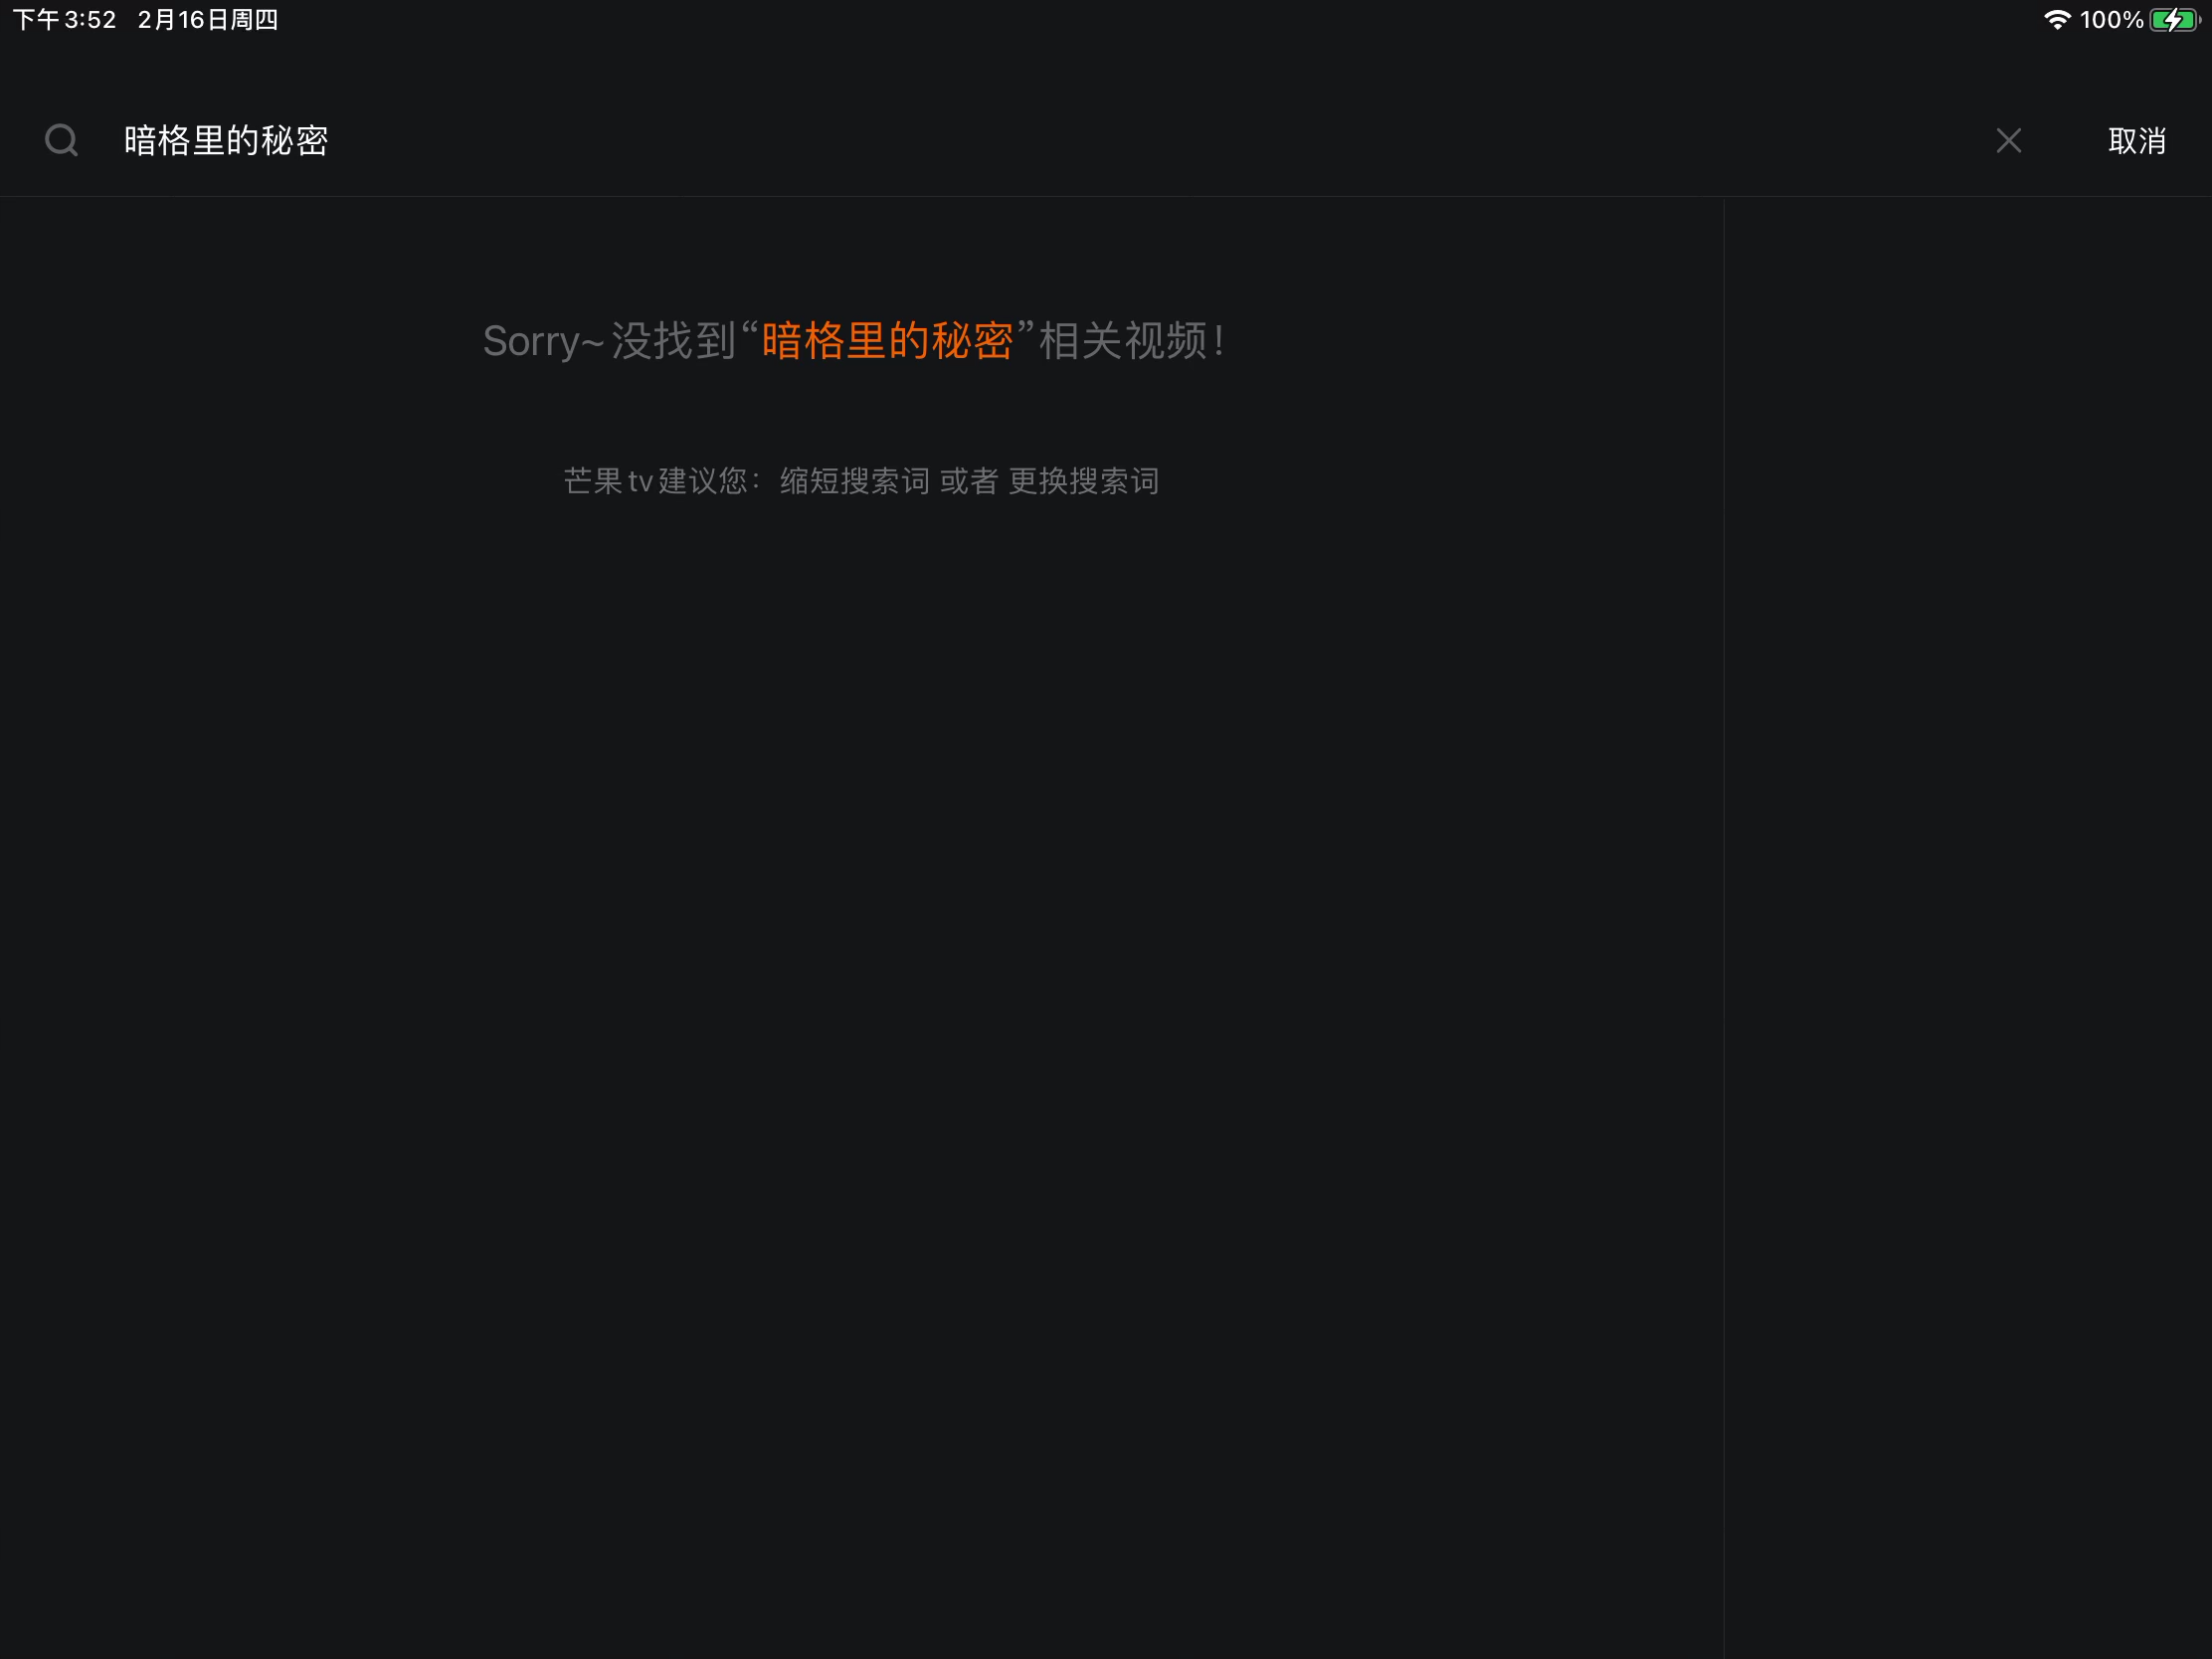 下午3:52 2月16日周四
100%
暗格里的秘密
取消
Sorry~没找到“暗格里的秘密”相关视频！
芒果tv建议您：缩短搜索词 或者 更换搜索词